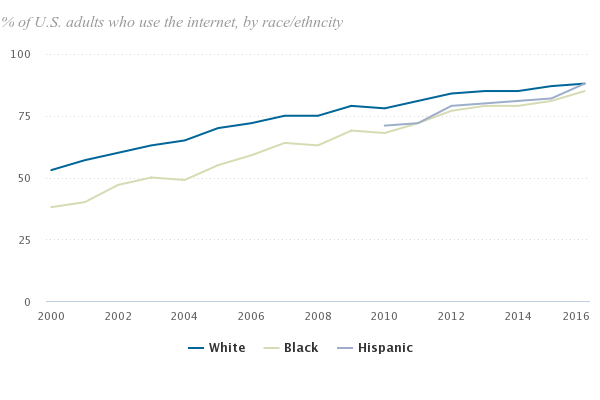 % of U.S. adults who use the internet, by race/ethncity
100
75
50
25
0
2000 2002 2004 2006 2008 2010 2012 2014 2016
White Black Hispanic